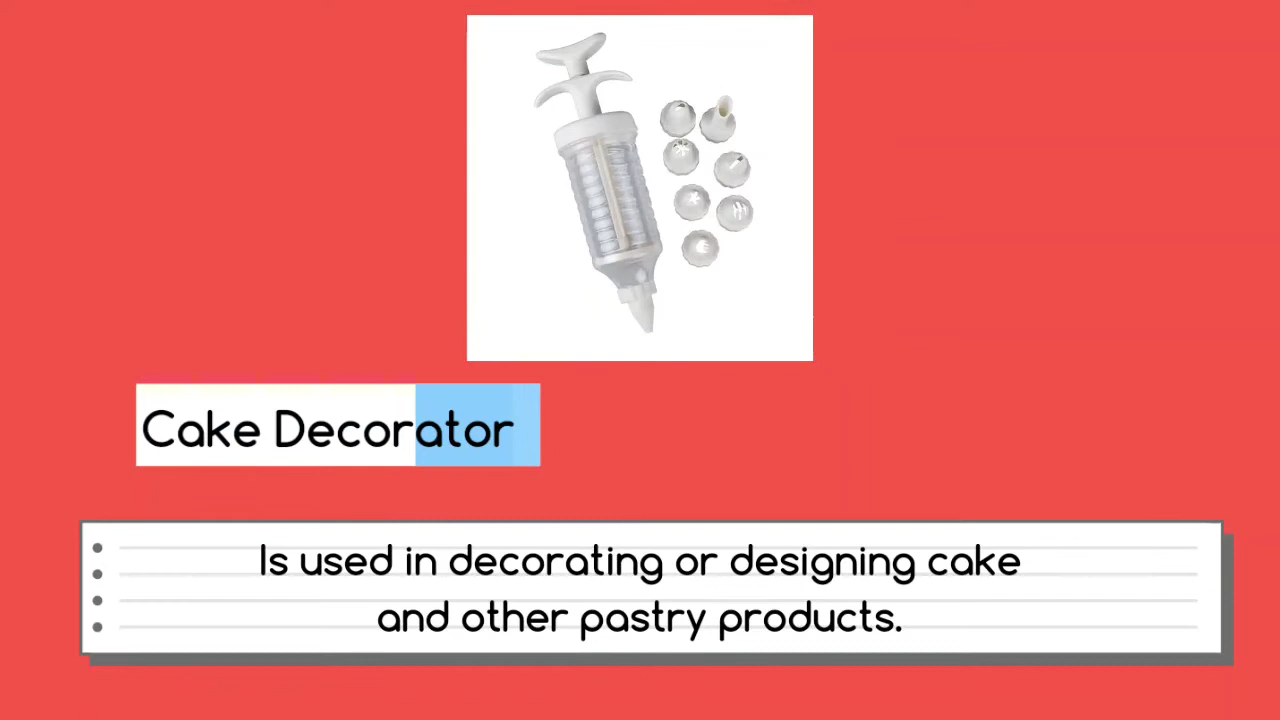 Cake Decorator
Is used in decorating or designing cake
and other pastry products.